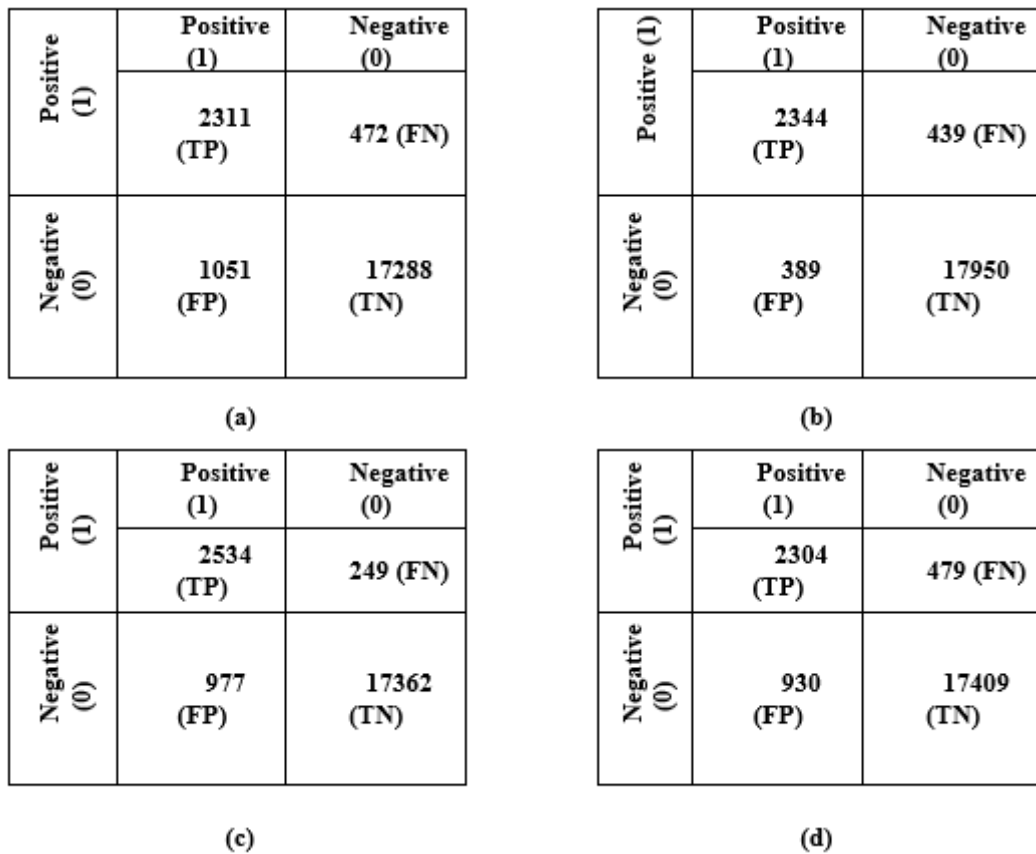 Positive (1)
Positive
(1)
Negative
(0)
2311
(TP)
472 (FN)
Negative
(0)
1051
(FP)
17288
(TN)
(a)
Positive (1)
Positive
(1)
Negative
(0)
2344
(TP)
439 (FN)
Negative
(0)
389
(FP)
17950
(TN)
(b)
Positive
(1)
Positive
(1)
Negative
(0)
2534
(TP)
249 (FN)
Negative
(0)
977
(FP)
17362
(TN)
(c)
Positive
(1)
Positive
(1)
Negative
(0)
2304
(TP)
479 (FN)
Negative
(0)
930
(FP)
17409
(TN)
(d)